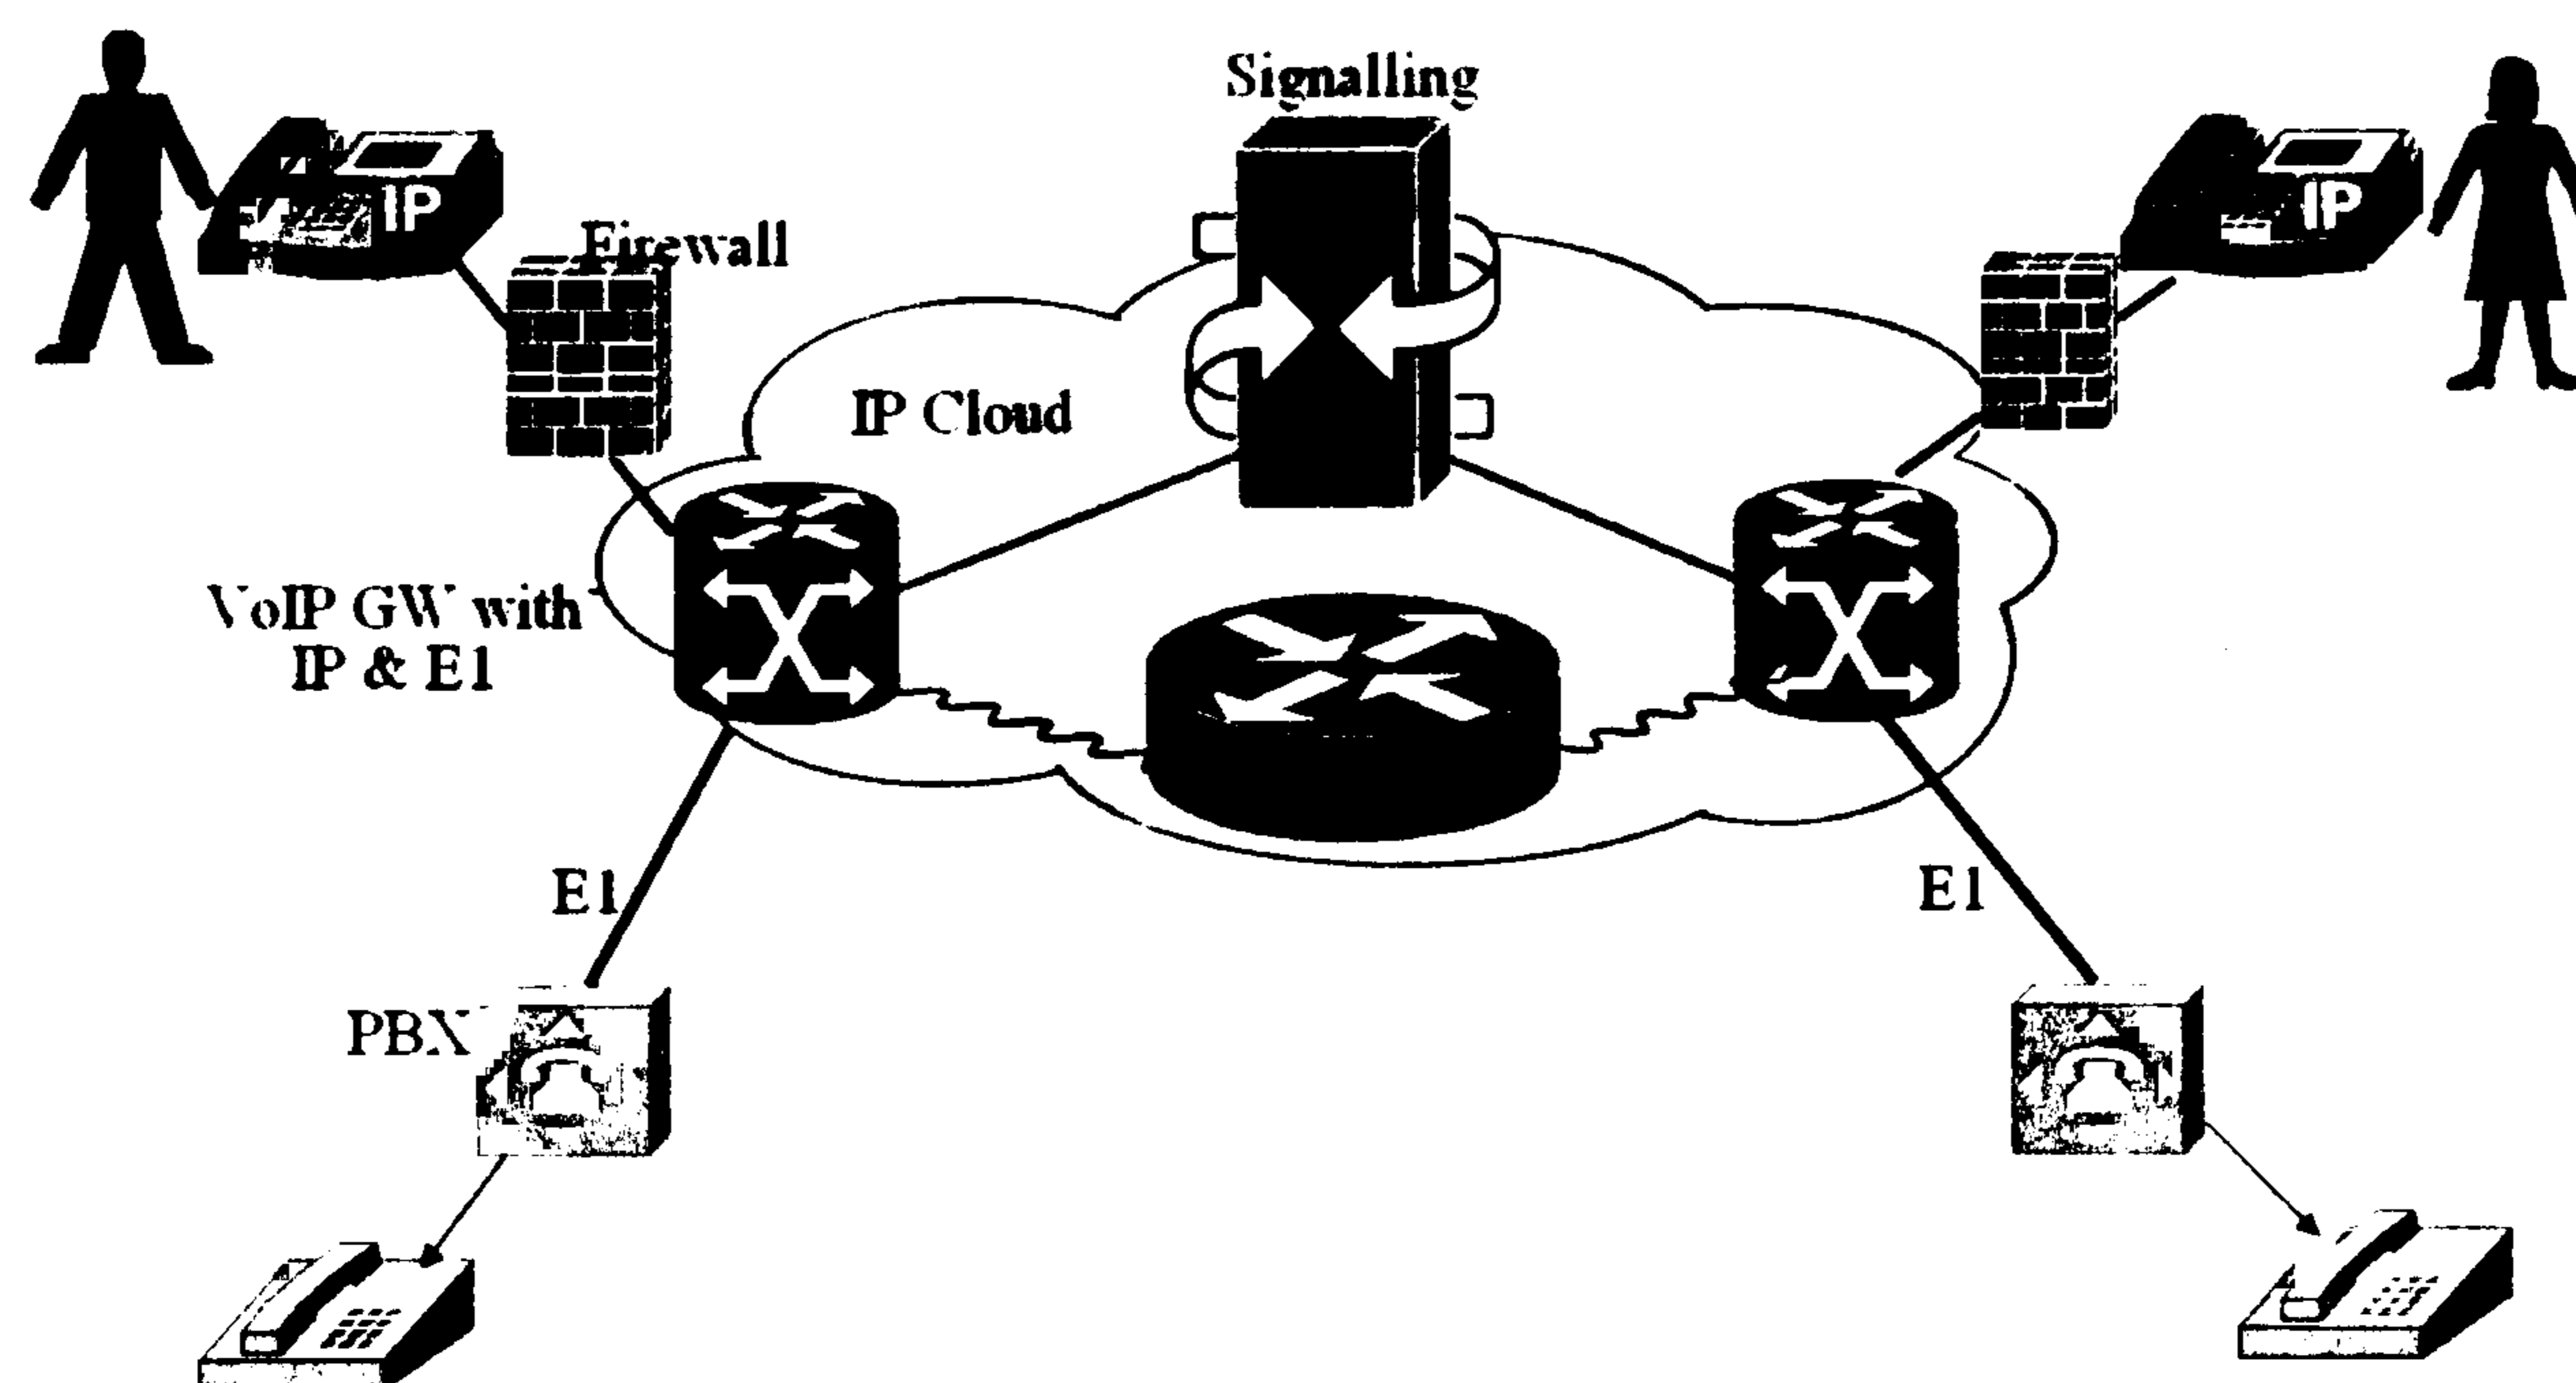 Signalling
IP
IP
Firewall
IP Cloud
VoIP GW with
IP & E1
E1
E1
PBX